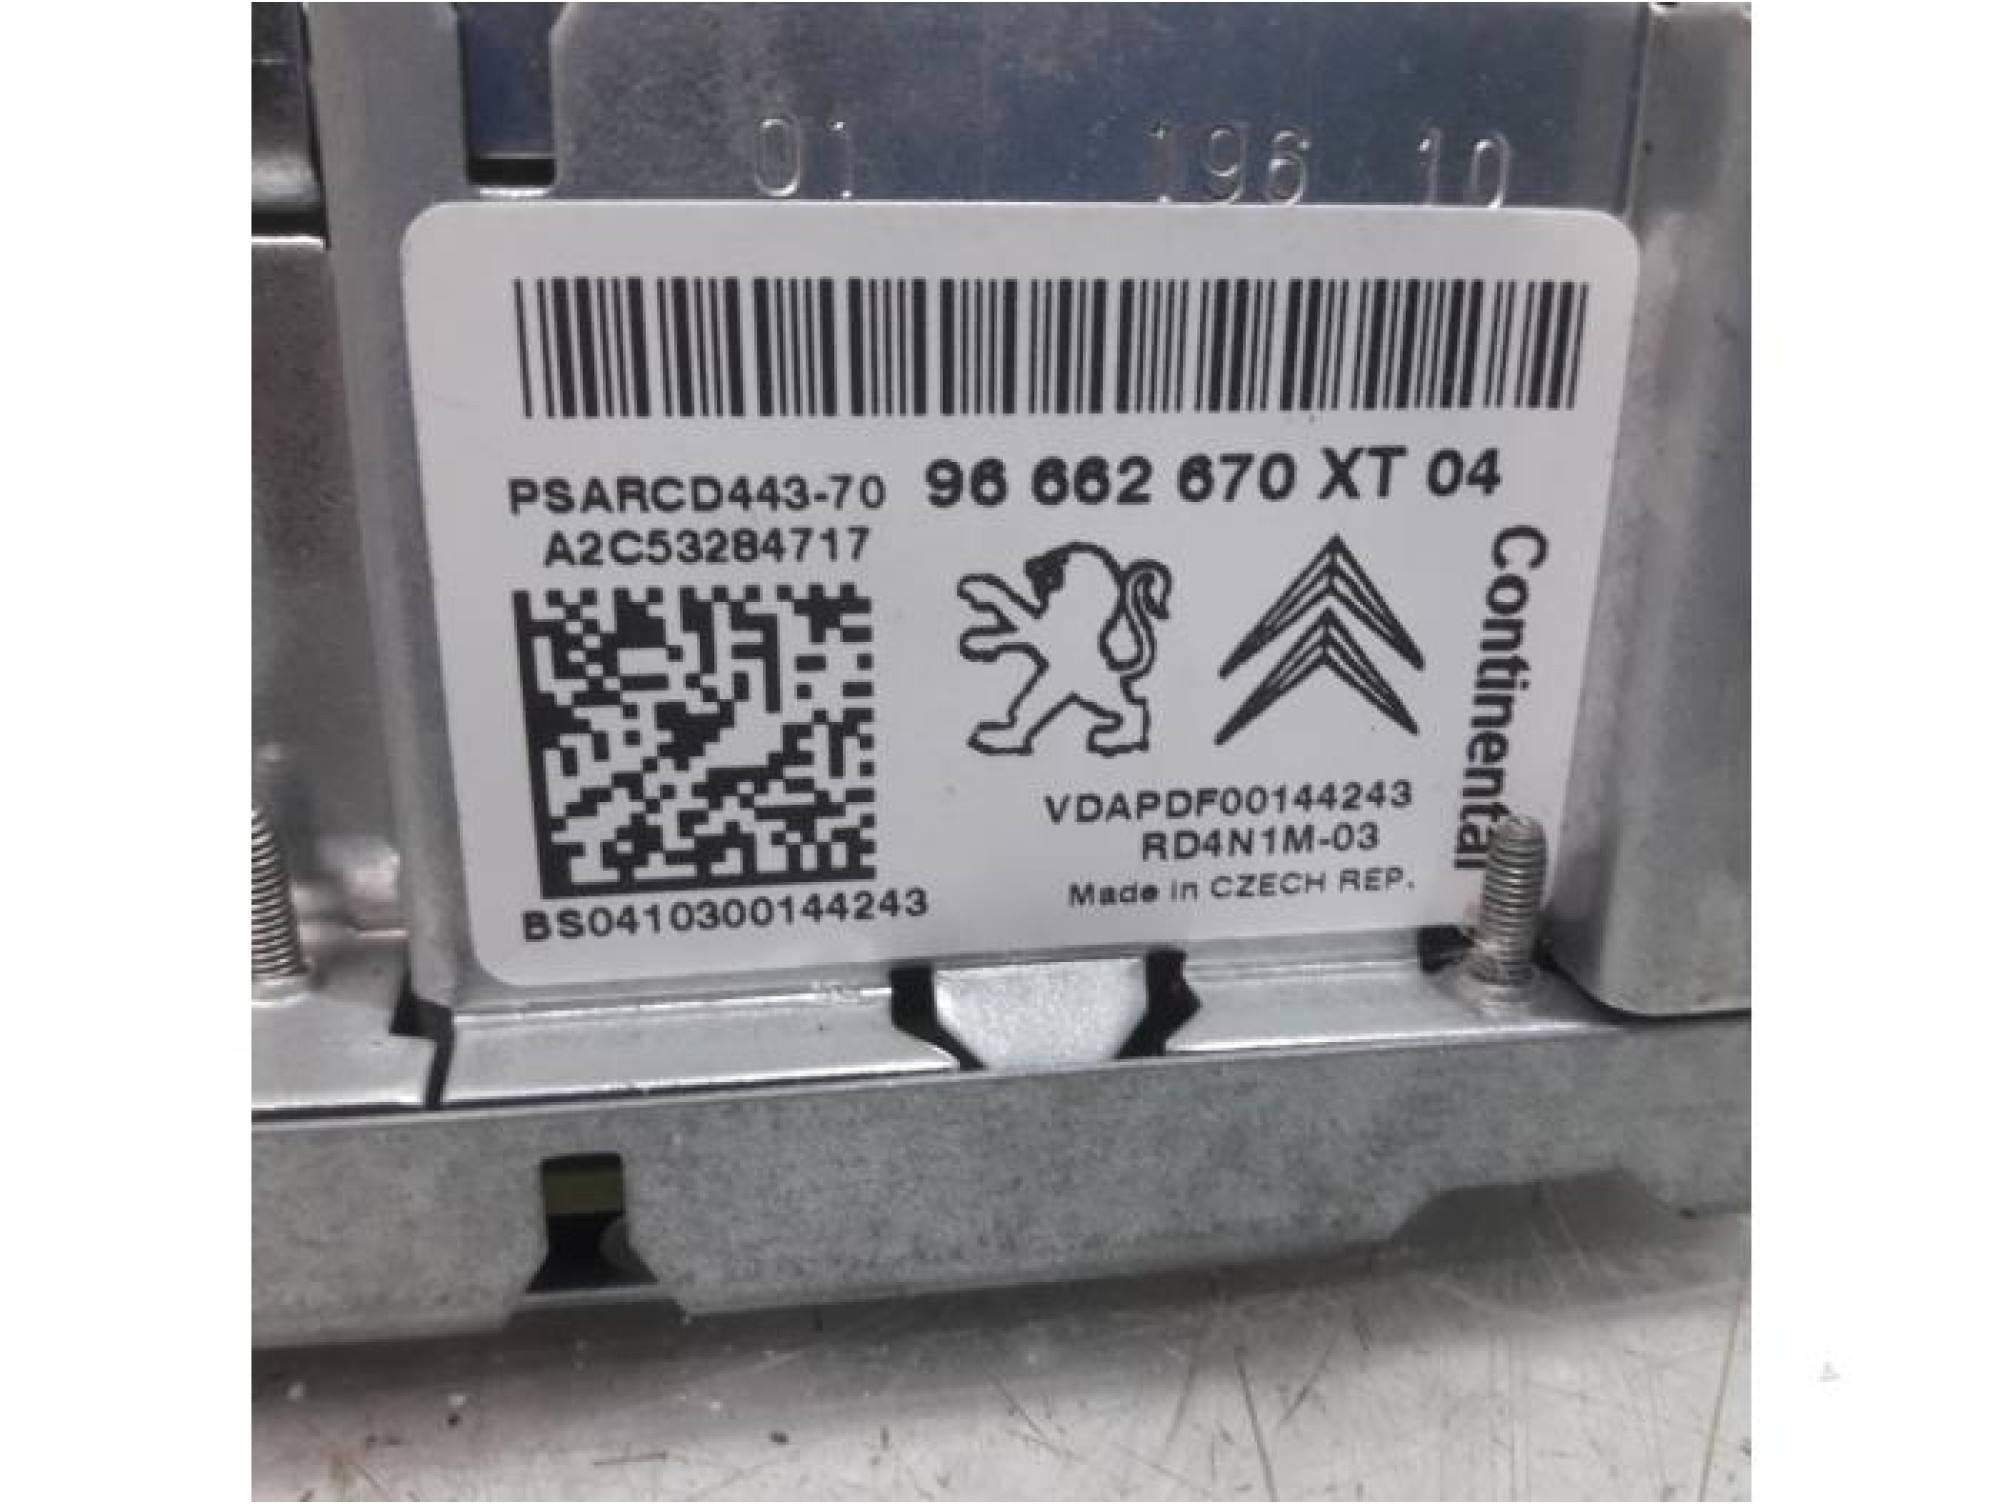 01 196 10
PSARCD443-70 96 662 670 XT 04
A2C53284717
Continental
VDAPDF00144243
RD4N1M-03
Made in CZECH REP.
BS0410300144243